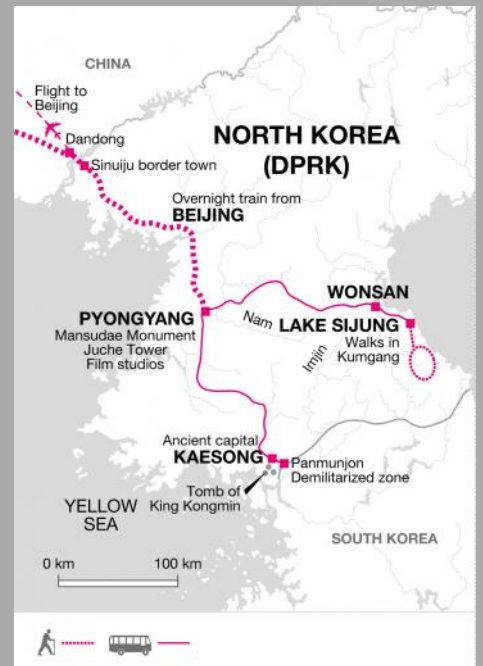 CHINA
Flight to
Beijing
Dandong
Sinuiju border town
NORTH KOREA
(DPRK)
Overnight train from
BEIJING
WONSAN
PYONGYANG
Mansudae Monument
Juche Tower
Film studios
Nam
LAKE SIJUNG
Walks in
Kumgang
Imjin
Ancient capital
KAESONG
Panmunjon
Demilitarized zone
Tomb of
King Kongmin
YELLOW
SEA
SOUTH KOREA
0 km
100 km